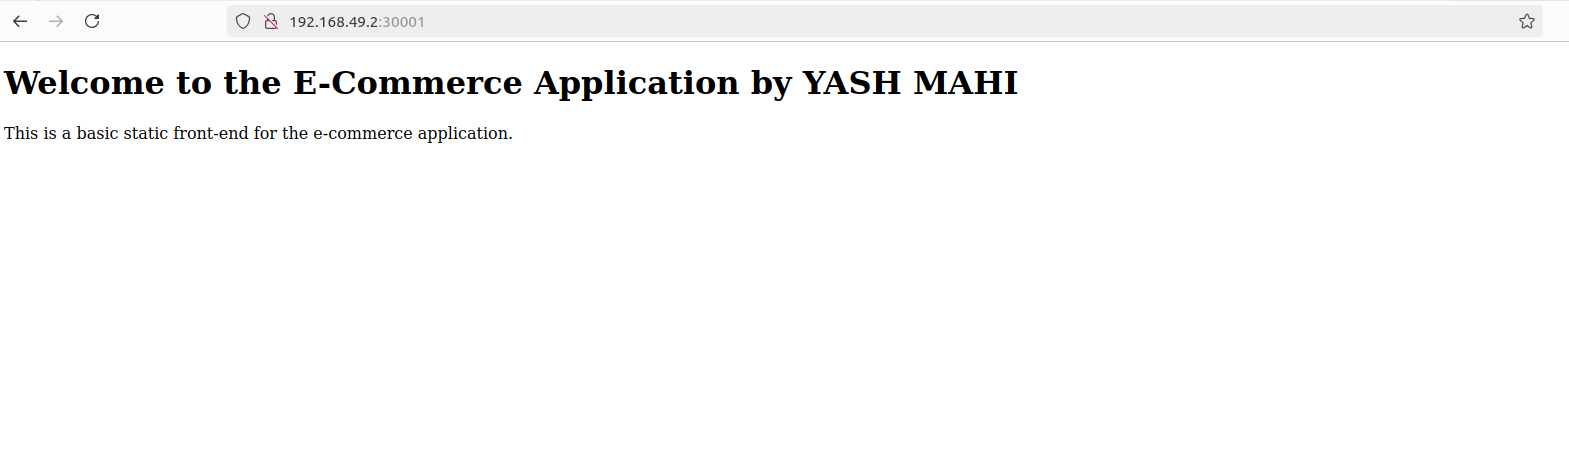 192.168.49.2:30001
Welcome to the E-Commerce Application by YASH MAHI
This is a basic static front-end for the e-commerce application.